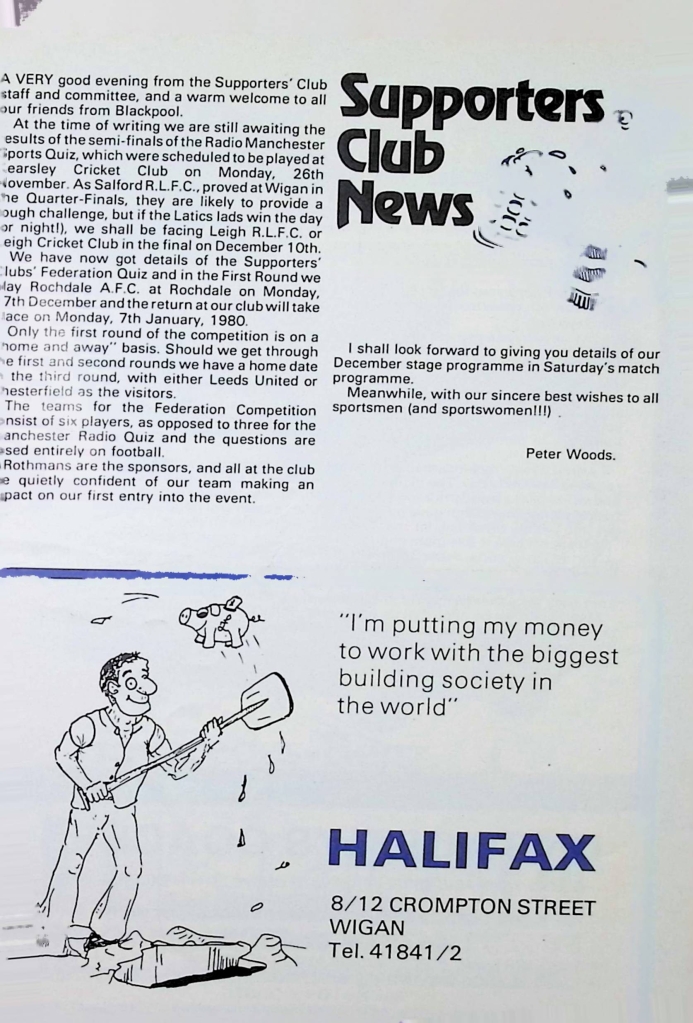 A VERY good evening from the Supporters' Club
staff and committee, and a warm welcome to all
our friends from Blackpool.
At the time of writing we are still awaiting the
esults of the semi-finals of the Radio Manchester
ports Quiz, which were scheduled to be played at
earsley Cricket Club on Monday, 26th
ovember. As Salford R.L.F.C., proved at Wigan in
he Quarter-Finals, they are likely to provide a
ough challenge, but if the Latics lads win the day
or night!), we shall be facing Leigh R.L.F.C. or
eigh Cricket Club in the final on December 10th.
We have now got details of the Supporters'
lubs' Federation Quiz and in the First Round we
lay Rochdale A.F.C. at Rochdale on Monday,
7th December and the return at our club will take
lace on Monday, 7th January, 1980.
Only the first round of the competition is on a
home and away" basis. Should we get through
e first and second rounds we have a home date
the third round, with either Leeds United or
hesterfield as the visitors.
The teams for the Federation Competition
onsist of six players, as opposed to three for the
anchester Radio Quiz and the questions are
sed entirely on football.
Rothmans are the sponsors, and all at the club
e quietly confident of our team making an
pact on our first entry into the event.
Supporters
Club
News
I shall look forward to giving you details of our
December stage programme in Saturday's match
programme.
Meanwhile, with our sincere best wishes to all
sportsmen (and sportswomen!!!)
Peter Woods.
"I'm putting my money
to work with the biggest
building society in
the world"
HALIFAX
8/12 CROMPTON STREET
WIGAN
Tel. 41841/2